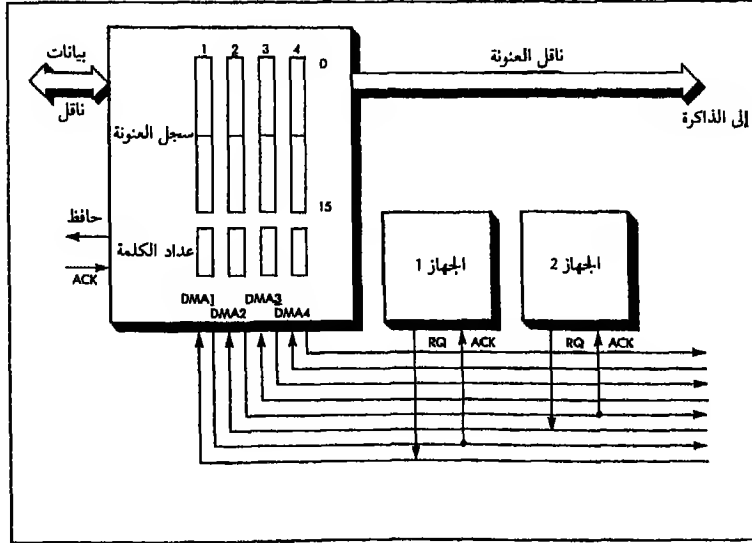 بيانات
ناقل
1 2 3 4
0
ناقل العنونة
إلى الذاكرة
سجل العنونة
15
حافظ
ACK
عداد الكلمة
الجهاز 1
الجهاز 2
DMA1
DMA2
DMA3
DMA4
RQ ACK
RQ ACK